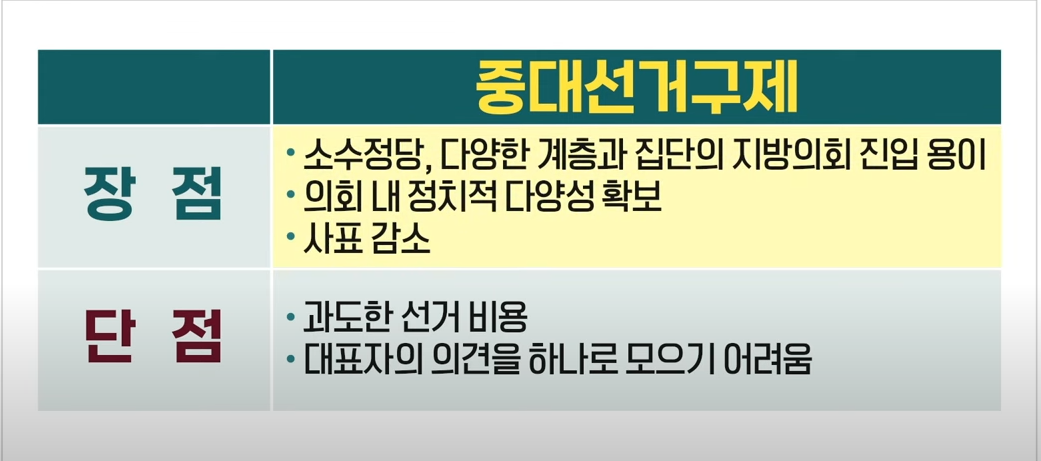 중대선거구제
장 점
• 소수정당, 다양한 계층과 집단의 지방의회 진입 용이
• 의회 내 정치적 다양성 확보
• 사표 감소
단 점
• 과도한 선거 비용
• 대표자의 의견을 하나로 모으기 어려움